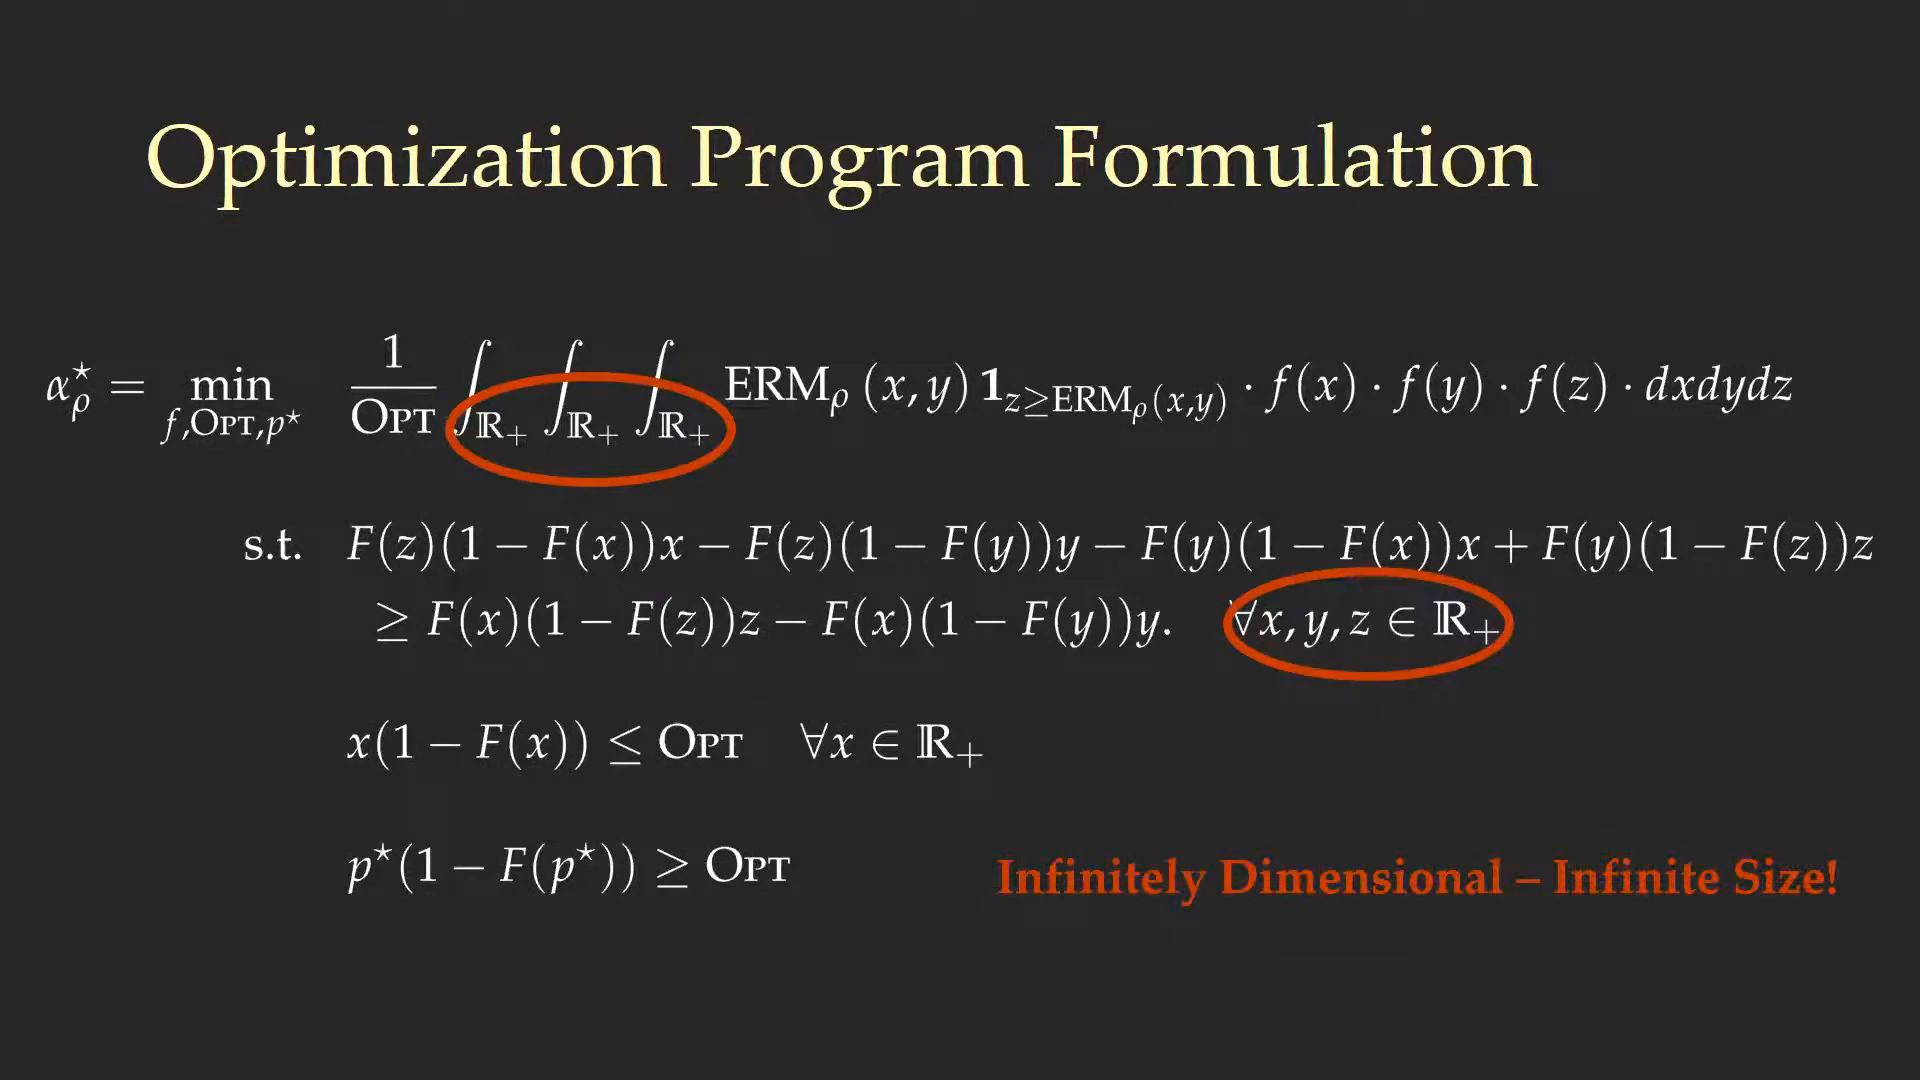 Optimization Program Formulation
α*ρ = min f,OPT,p* 1/OPT ∫ℝ₊ ∫ℝ₊ ∫ℝ₊ ERMρ (x,y) 𝟏z≥ERMρ(x,y) · f(x) · f(y) · f(z) · dxdydz
s.t. F(z)(1 − F(x))x − F(z)(1 − F(y))y − F(y)(1 − F(x))x + F(y)(1 − F(z))z
≥ F(x)(1 − F(z))z − F(x)(1 − F(y))y. ∀x, y, z ∈ ℝ₊
x(1 − F(x)) ≤ OPT ∀x ∈ ℝ₊
p*(1 − F(p*)) ≥ OPT
Infinitely Dimensional – Infinite Size!